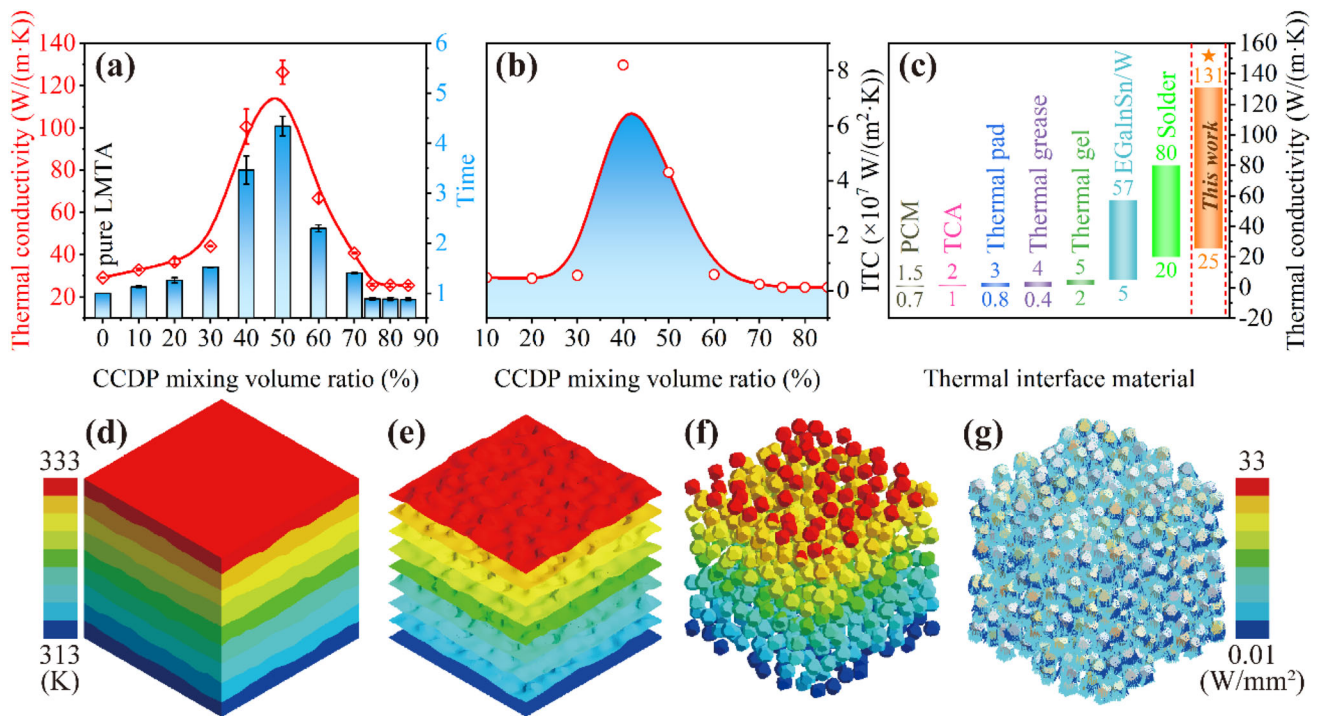 (a)
Thermal conductivity (W/(m·K))
140
120
100
80
60
40
20
pure LMTA
0 10 20 30 40 50 60 70 80 90
CCDP mixing volume ratio (%)
6
5
4
3
2
1
Time
(b)
10 20 30 40 50 60 70 80
CCDP mixing volume ratio (%)
8
6
4
2
0
ITC (×10⁷ W/(m²·K))
(c)
0.7 1.5 PCM
1 2 TCA
0.8 3 Thermal pad
0.4 4 Thermal grease
2 5 Thermal gel
5 57 EGaInSn/W
20 80 Solder
25 131
This work
Thermal interface material
160
140
120
100
80
60
40
20
0
-20
Thermal conductivity (W/(m·K))
(d)
333
313
(K)
(e)
(f)
(g)
33
0.01
(W/mm²)